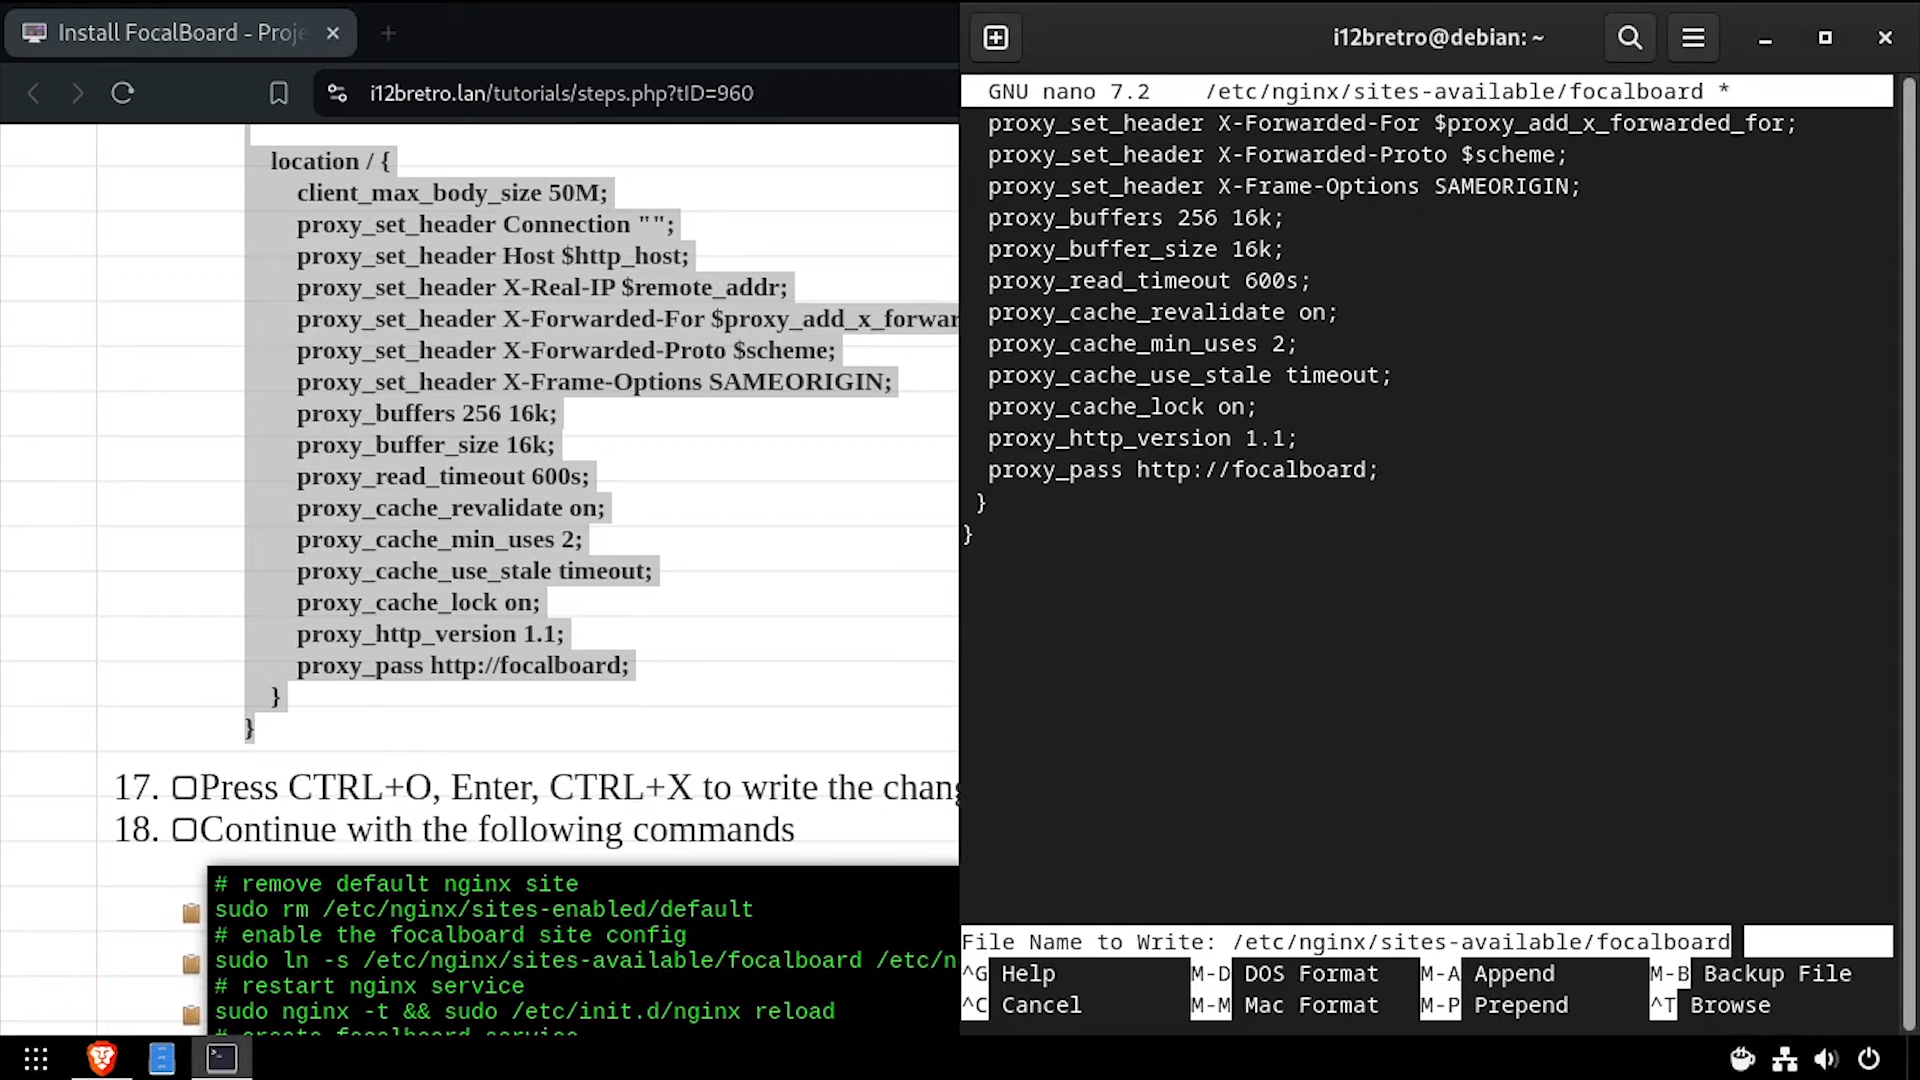 Install FocalBoard - Proje
i12bretro.lan/tutorials/steps.php?tID=960
location / {
client_max_body_size 50M;
proxy_set_header Connection "";
proxy_set_header Host $http_host;
proxy_set_header X-Real-IP $remote_addr;
proxy_set_header X-Forwarded-For $proxy_add_x_forwar
proxy_set_header X-Forwarded-Proto $scheme;
proxy_set_header X-Frame-Options SAMEORIGIN;
proxy_buffers 256 16k;
proxy_buffer_size 16k;
proxy_read_timeout 600s;
proxy_cache_revalidate on;
proxy_cache_min_uses 2;
proxy_cache_use_stale timeout;
proxy_cache_lock on;
proxy_http_version 1.1;
proxy_pass http://focalboard;
}
}
17. Press CTRL+O, Enter, CTRL+X to write the chang
18. Continue with the following commands
# remove default nginx site
sudo rm /etc/nginx/sites-enabled/default
# enable the focalboard site config
sudo ln -s /etc/nginx/sites-available/focalboard /etc/n
# restart nginx service
sudo nginx -t && sudo /etc/init.d/nginx reload
# create focalboard service
i12bretro@debian: ~
GNU nano 7.2 /etc/nginx/sites-available/focalboard *
proxy_set_header X-Forwarded-For $proxy_add_x_forwarded_for;
proxy_set_header X-Forwarded-Proto $scheme;
proxy_set_header X-Frame-Options SAMEORIGIN;
proxy_buffers 256 16k;
proxy_buffer_size 16k;
proxy_read_timeout 600s;
proxy_cache_revalidate on;
proxy_cache_min_uses 2;
proxy_cache_use_stale timeout;
proxy_cache_lock on;
proxy_http_version 1.1;
proxy_pass http://focalboard;
}
}
File Name to Write: /etc/nginx/sites-available/focalboard
^G Help M-D DOS Format M-A Append M-B Backup File
^C Cancel M-M Mac Format M-P Prepend ^T Browse